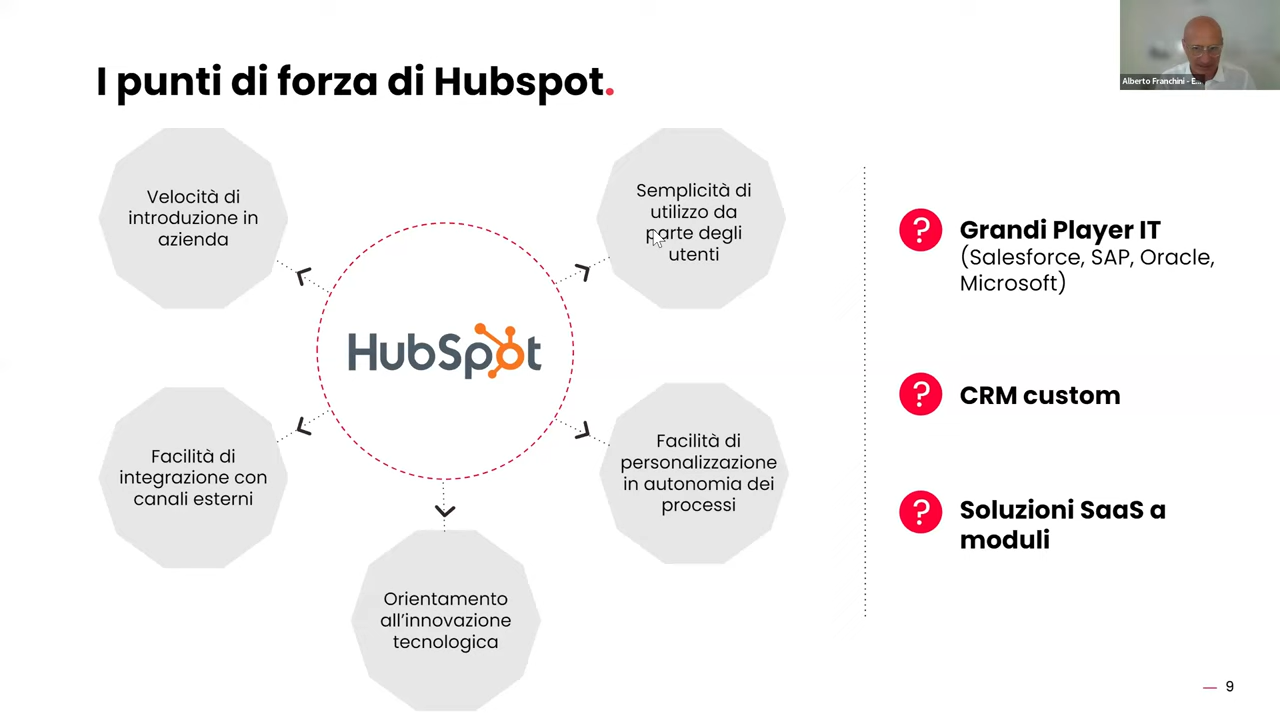 I punti di forza di Hubspot.
Alberto Franchini - E...
Velocità di
introduzione in
azienda
Semplicità di
utilizzo da
parte degli
utenti
HubSpot
Facilità di
integrazione con
canali esterni
Facilità di
personalizzazione
in autonomia dei
processi
Orientamento
all'innovazione
tecnologica
? Grandi Player IT
(Salesforce, SAP, Oracle,
Microsoft)
? CRM custom
? Soluzioni SaaS a
moduli
— 9